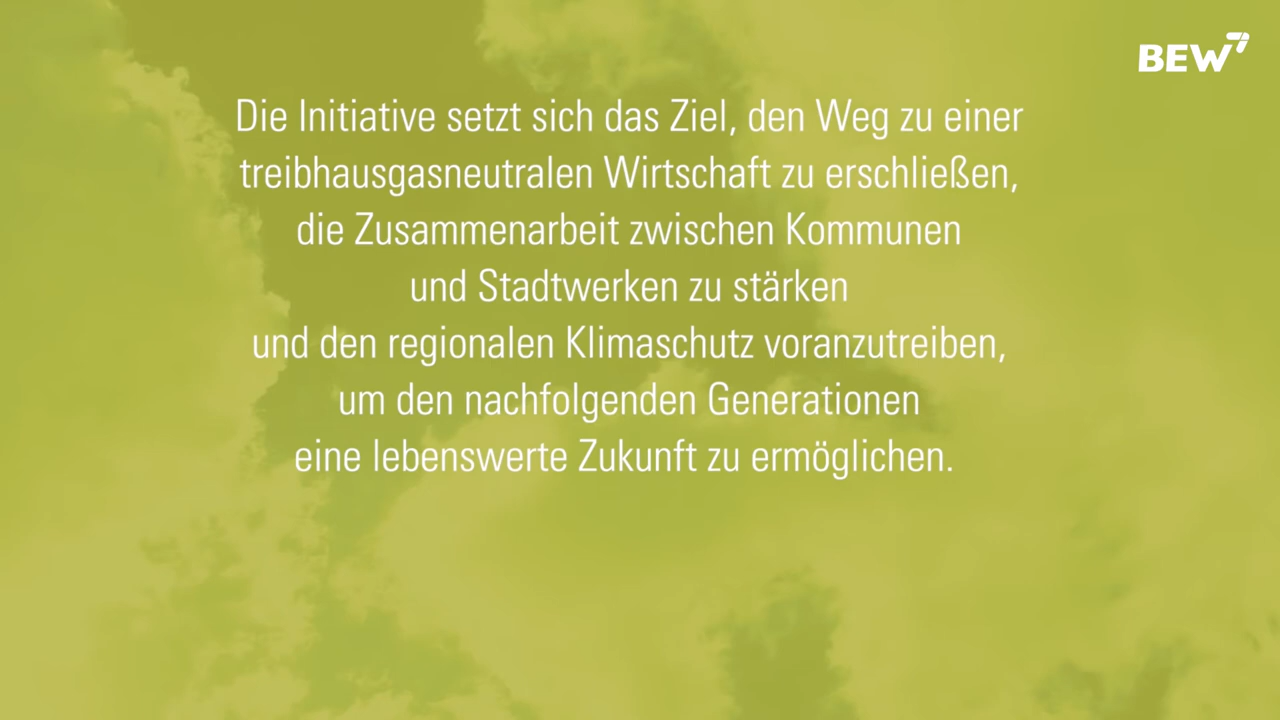 BEW
Die Initiative setzt sich das Ziel, den Weg zu einer
treibhausgasneutralen Wirtschaft zu erschließen,
die Zusammenarbeit zwischen Kommunen
und Stadtwerken zu stärken
und den regionalen Klimaschutz voranzutreiben,
um den nachfolgenden Generationen
eine lebenswerte Zukunft zu ermöglichen.